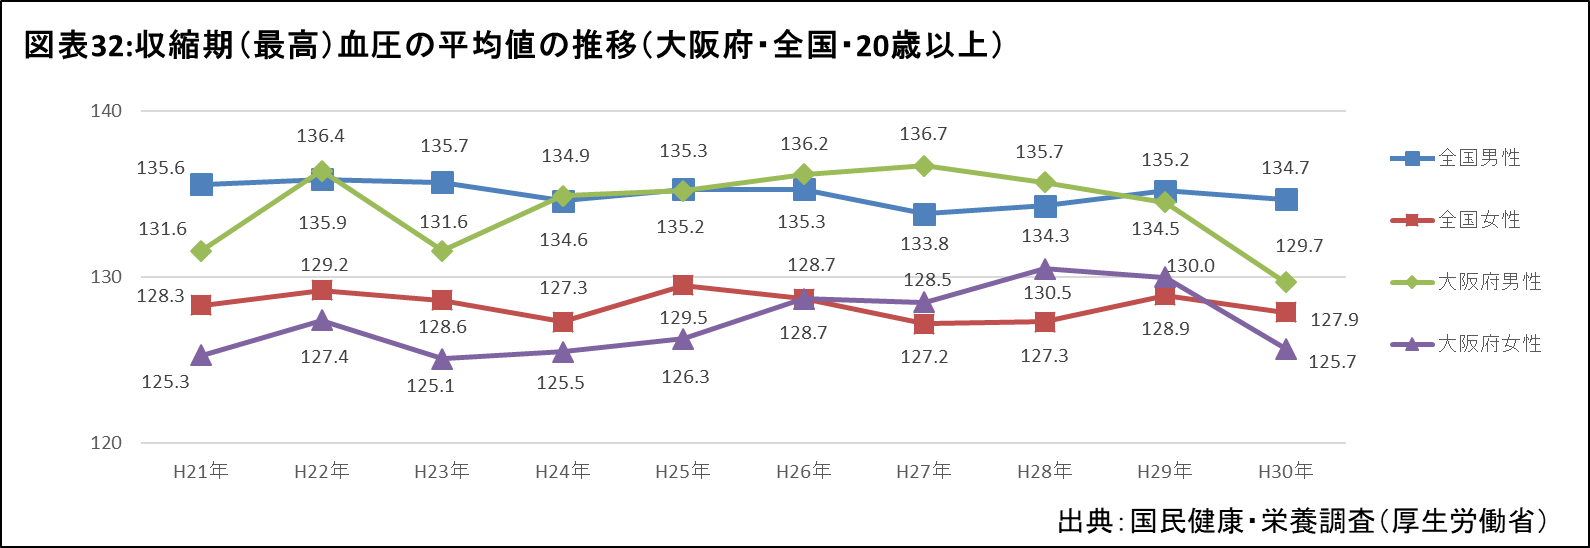 図表32:収縮期（最高）血圧の平均値の推移（大阪府・全国・20歳以上）
140
130
120
135.6
136.4
135.7
134.9
135.3
136.2
136.7
135.7
135.2
134.7
131.6
135.9
131.6
134.6
135.2
135.3
133.8
134.3
134.5
129.7
128.3
129.2
128.6
127.3
129.5
128.7
128.5
130.5
130.0
127.9
125.3
127.4
125.1
125.5
126.3
128.7
127.2
127.3
128.9
125.7
H21年
H22年
H23年
H24年
H25年
H26年
H27年
H28年
H29年
H30年
全国男性
全国女性
大阪府男性
大阪府女性
出典：国民健康・栄養調査（厚生労働省）